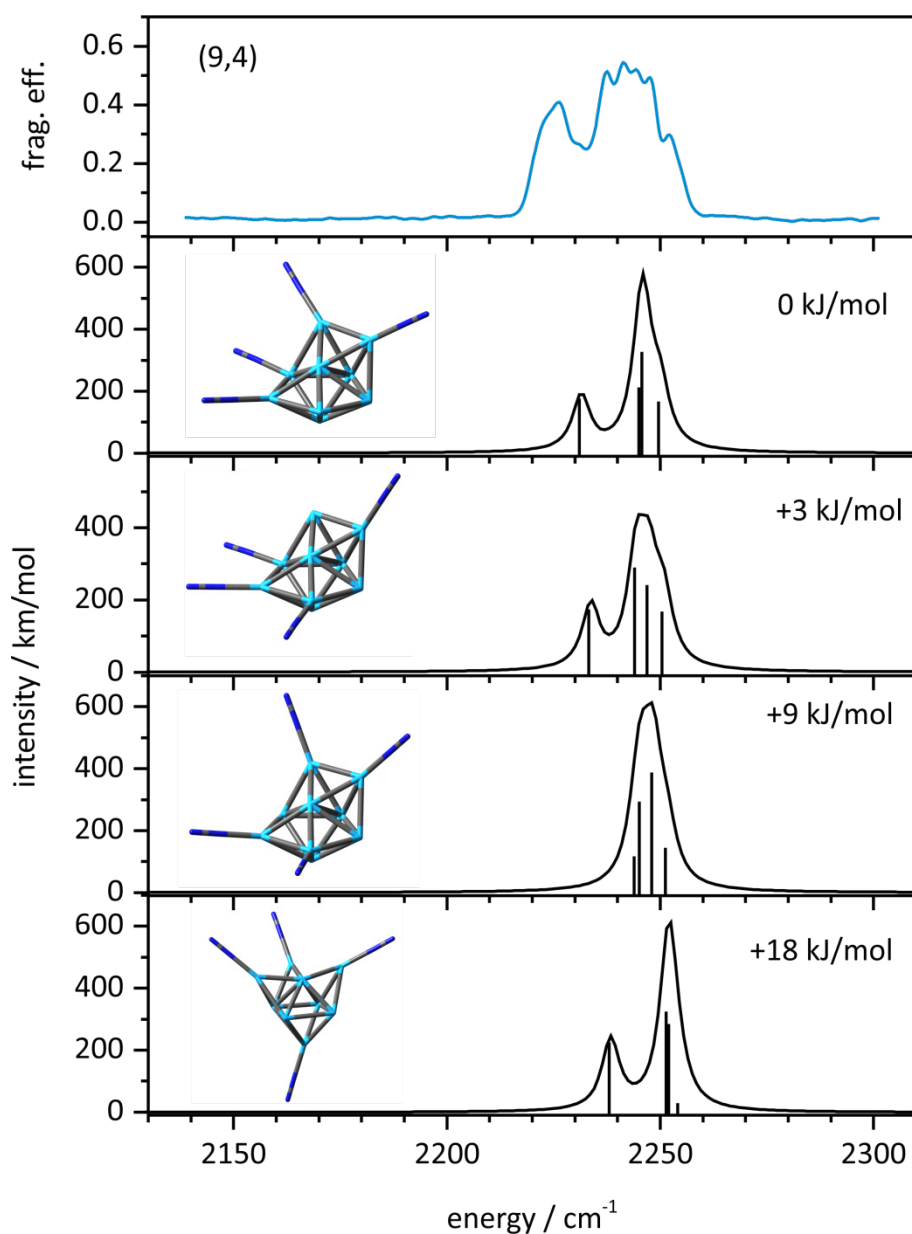 frag. eff.
0.6
0.4
0.2
0.0
(9,4)
intensity / km/mol
600
400
200
0
0 kJ/mol
400
200
0
+3 kJ/mol
600
400
200
0
+9 kJ/mol
600
400
200
0
+18 kJ/mol
2150 2200 2250 2300
energy / cm⁻¹